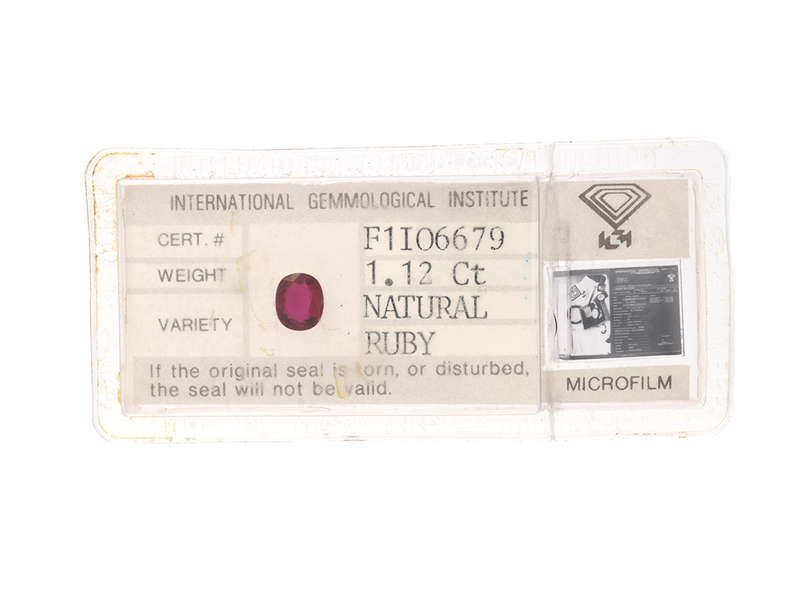 INTERNATIONAL GEMMOLOGICAL INSTITUTE
CERT. # F1I06679
WEIGHT 1.12 Ct
VARIETY NATURAL
RUBY
If the original seal is torn, or disturbed,
the seal will not be valid.
MICROFILM